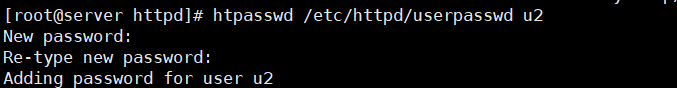 [root@server httpd]# htpasswd /etc/httpd/userpasswd u2
New password:
Re-type new password:
Adding password for user u2